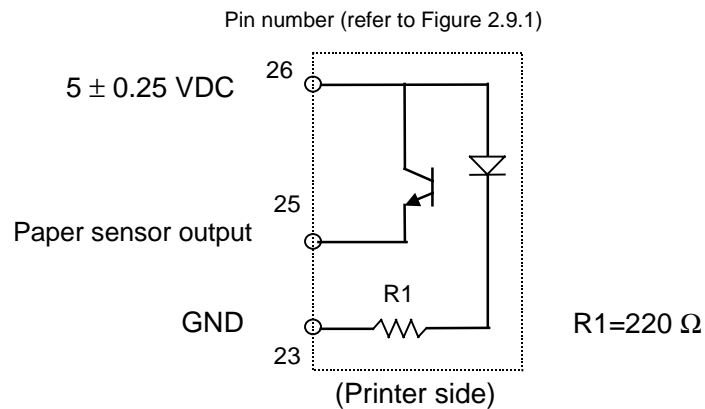 Pin number (refer to Figure 2.9.1)
26
5 ± 0.25 VDC
25
Paper sensor output
R1
GND
R1=220 Ω
23
(Printer side)